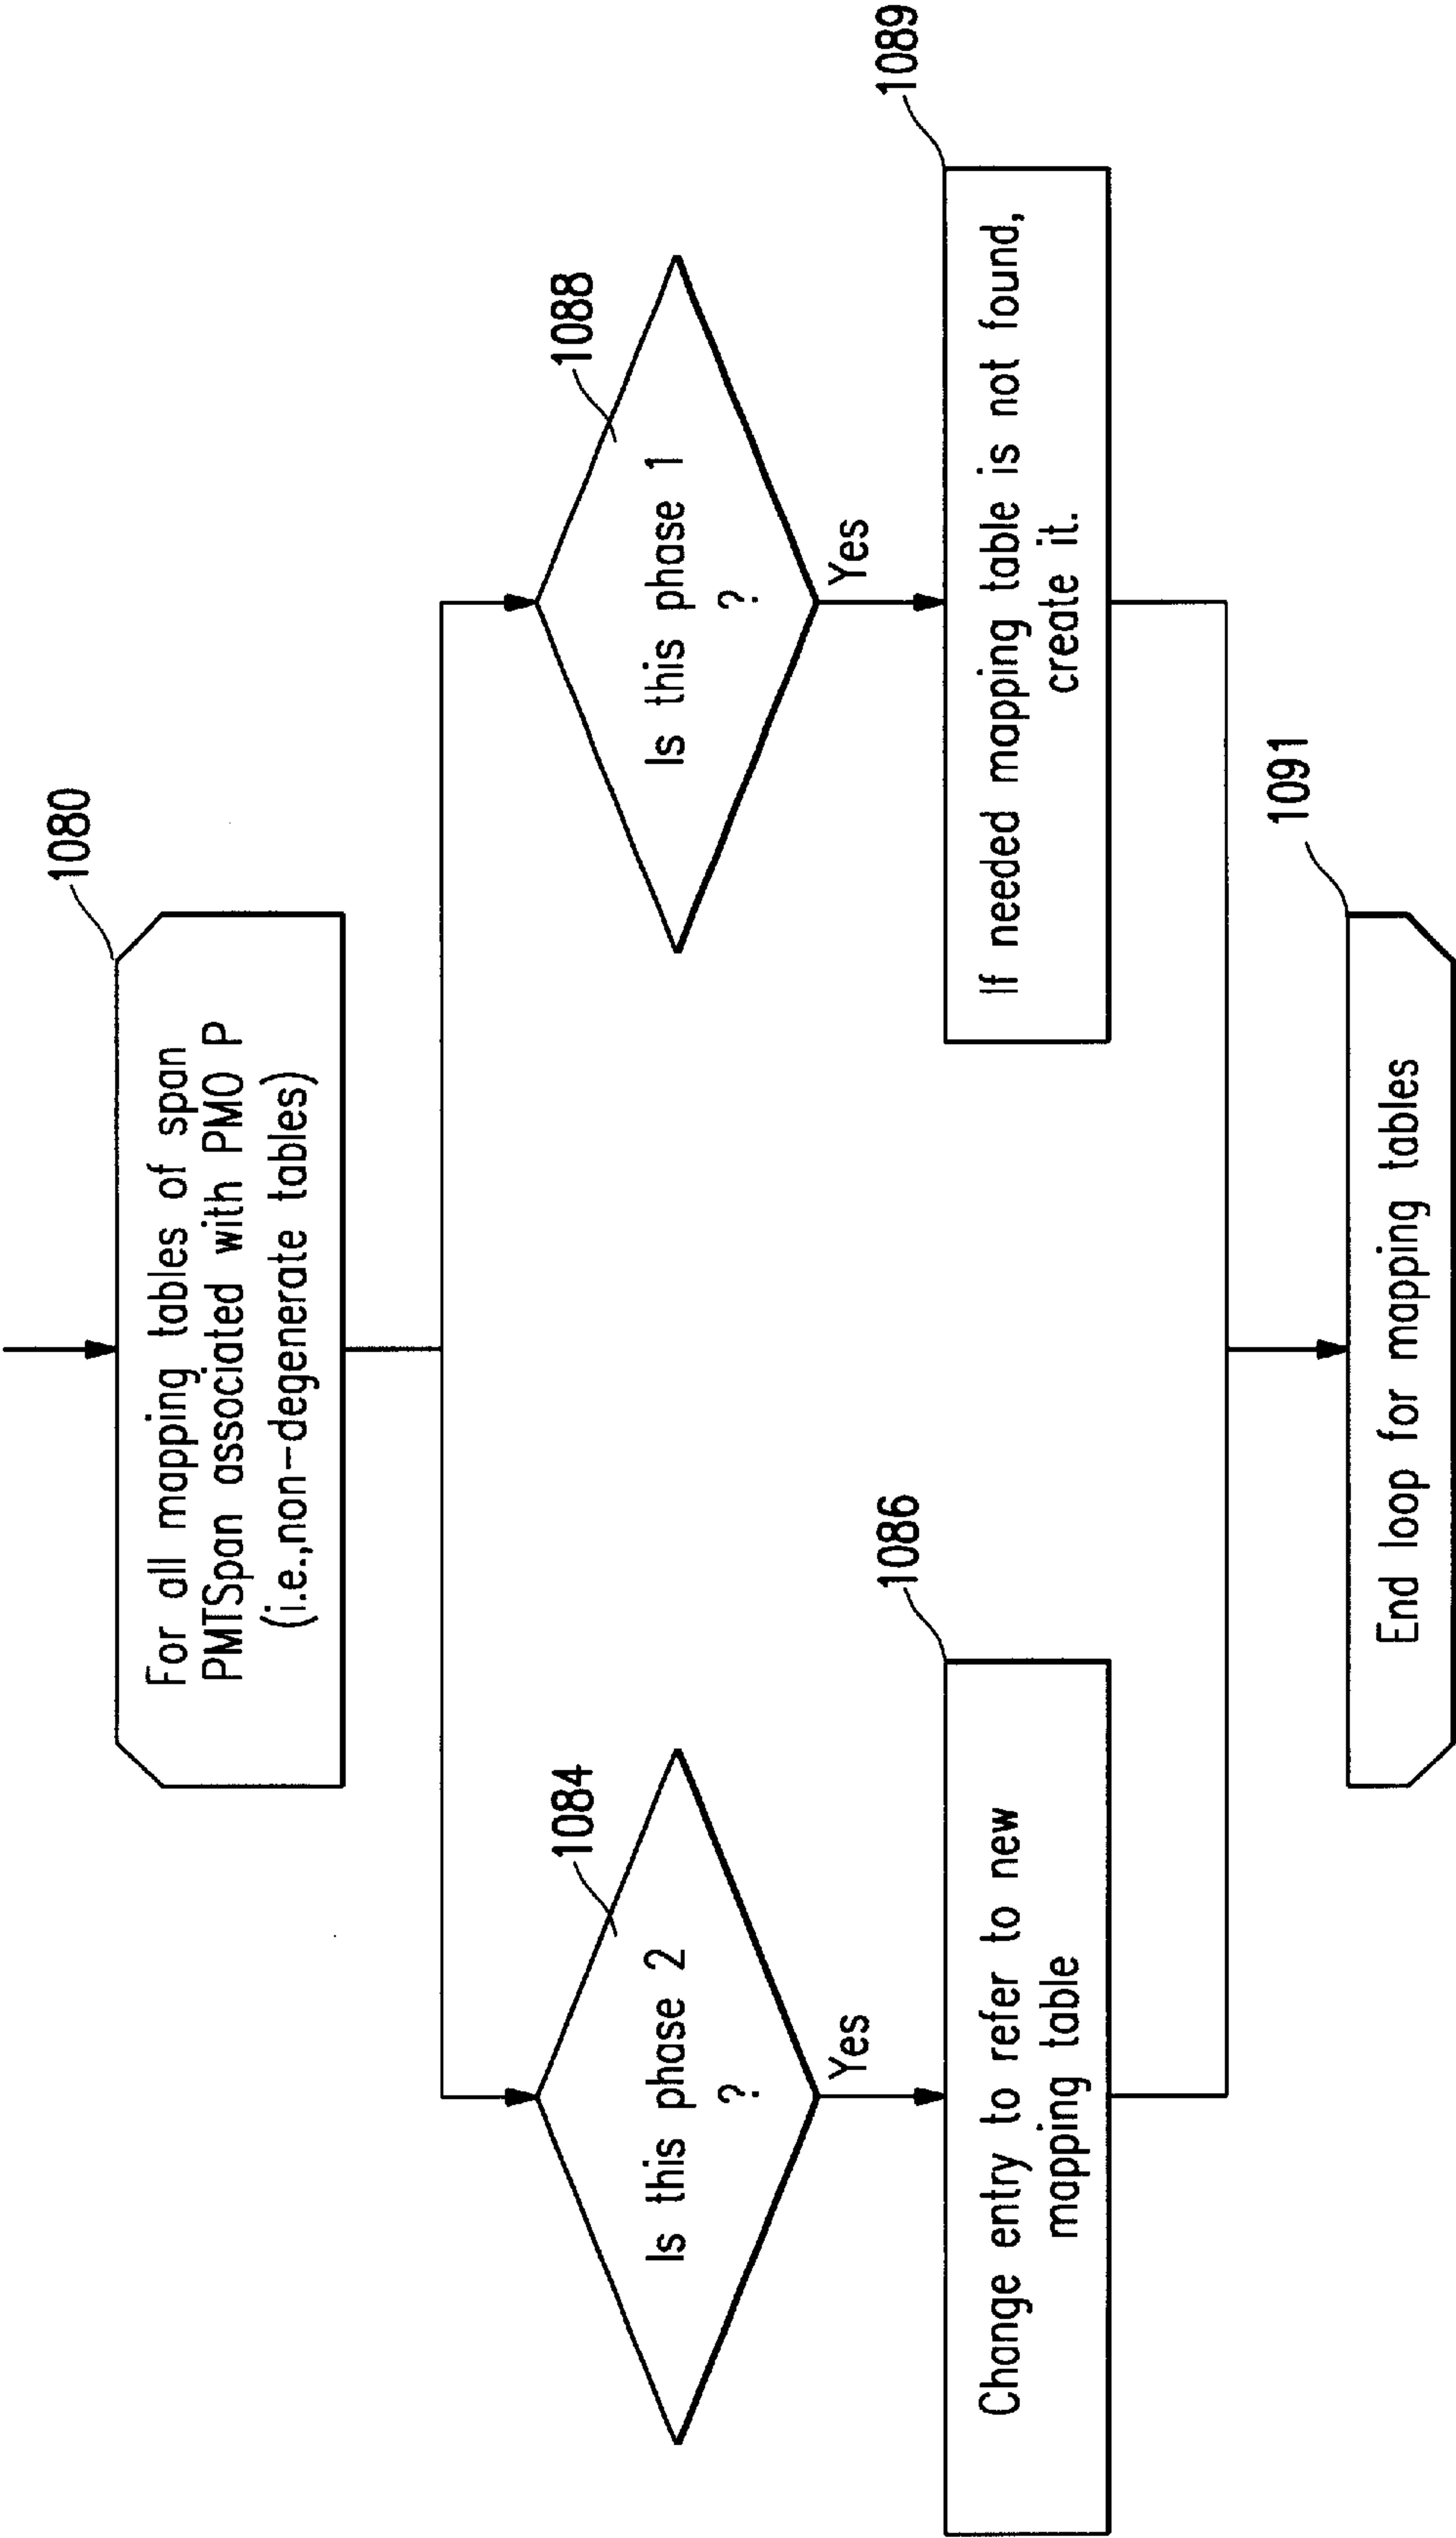 1080
For all mapping tables of span
PMTSpan associated with PMO P
(i.e.,non-degenerate tables)
1084
Is this phase 2
?
Yes
1086
Change entry to refer to new
mapping table
1088
Is this phase 1
?
Yes
1089
If needed mapping table is not found,
create it.
1091
End loop for mapping tables